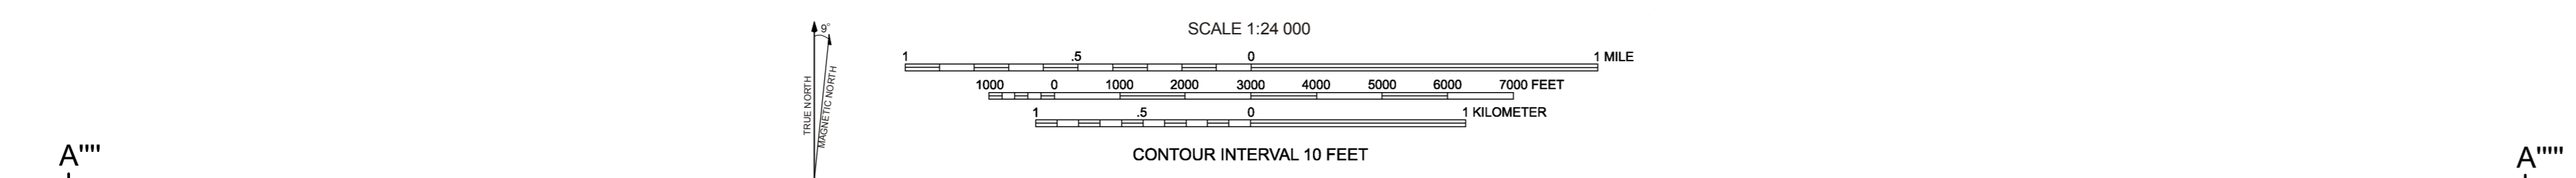 SCALE 1:24 000
9°
TRUE NORTH
MAGNETIC NORTH
1 .5 0 1 MILE
1000 0 1000 2000 3000 4000 5000 6000 7000 FEET
1 .5 0 1 KILOMETER
CONTOUR INTERVAL 10 FEET
A"" A"""